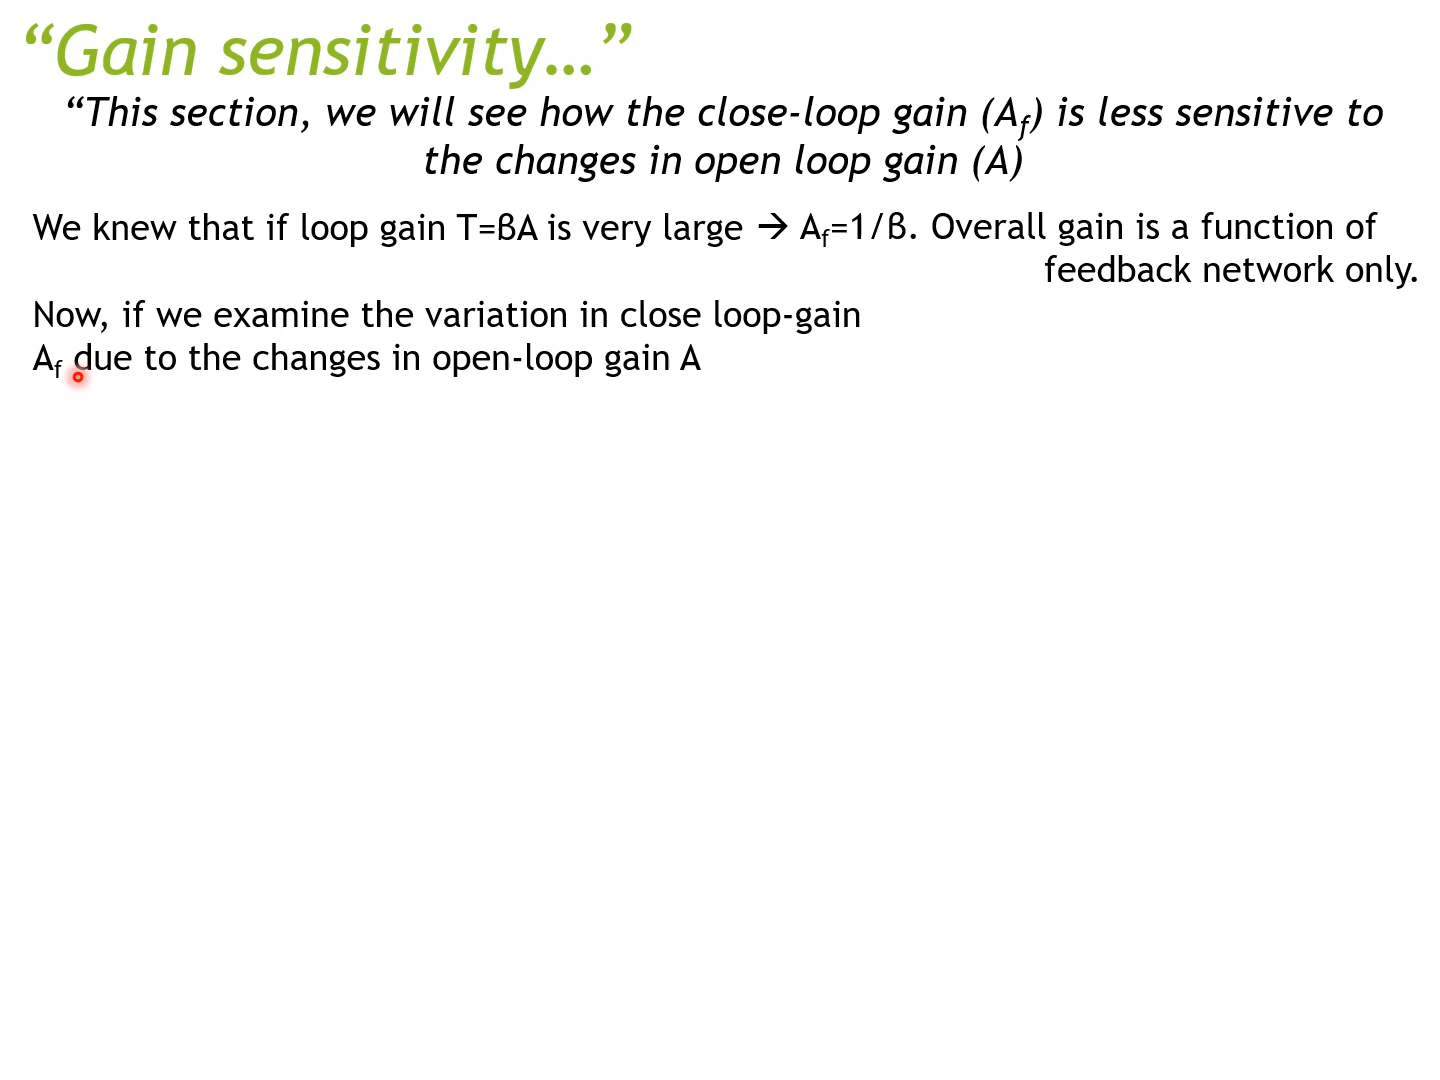 “Gain sensitivity…”
“This section, we will see how the close-loop gain (Af) is less sensitive to
the changes in open loop gain (A)
We knew that if loop gain T=βA is very large → Af=1/β. Overall gain is a function of
feedback network only.
Now, if we examine the variation in close loop-gain
Af due to the changes in open-loop gain A